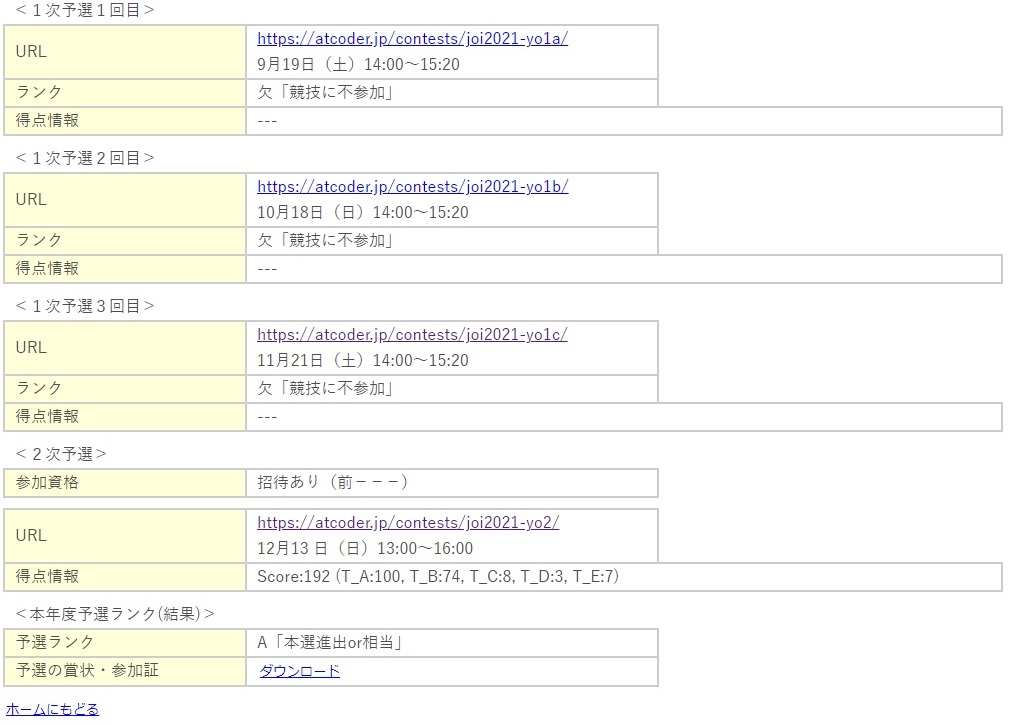 ＜１次予選１回目＞
URL
https://atcoder.jp/contests/joi2021-yo1a/
9月19日（土）14:00～15:20
ランク
欠「競技に不参加」
得点情報
---
＜１次予選２回目＞
URL
https://atcoder.jp/contests/joi2021-yo1b/
10月18日（日）14:00～15:20
ランク
欠「競技に不参加」
得点情報
---
＜１次予選３回目＞
URL
https://atcoder.jp/contests/joi2021-yo1c/
11月21日（土）14:00～15:20
ランク
欠「競技に不参加」
得点情報
---
＜２次予選＞
参加資格
招待あり（前－－－）
URL
https://atcoder.jp/contests/joi2021-yo2/
12月13 日（日）13:00～16:00
得点情報
Score:192 (T_A:100, T_B:74, T_C:8, T_D:3, T_E:7)
＜本年度予選ランク(結果)＞
予選ランク
A「本選進出or相当」
予選の賞状・参加証
ダウンロード
ホームにもどる